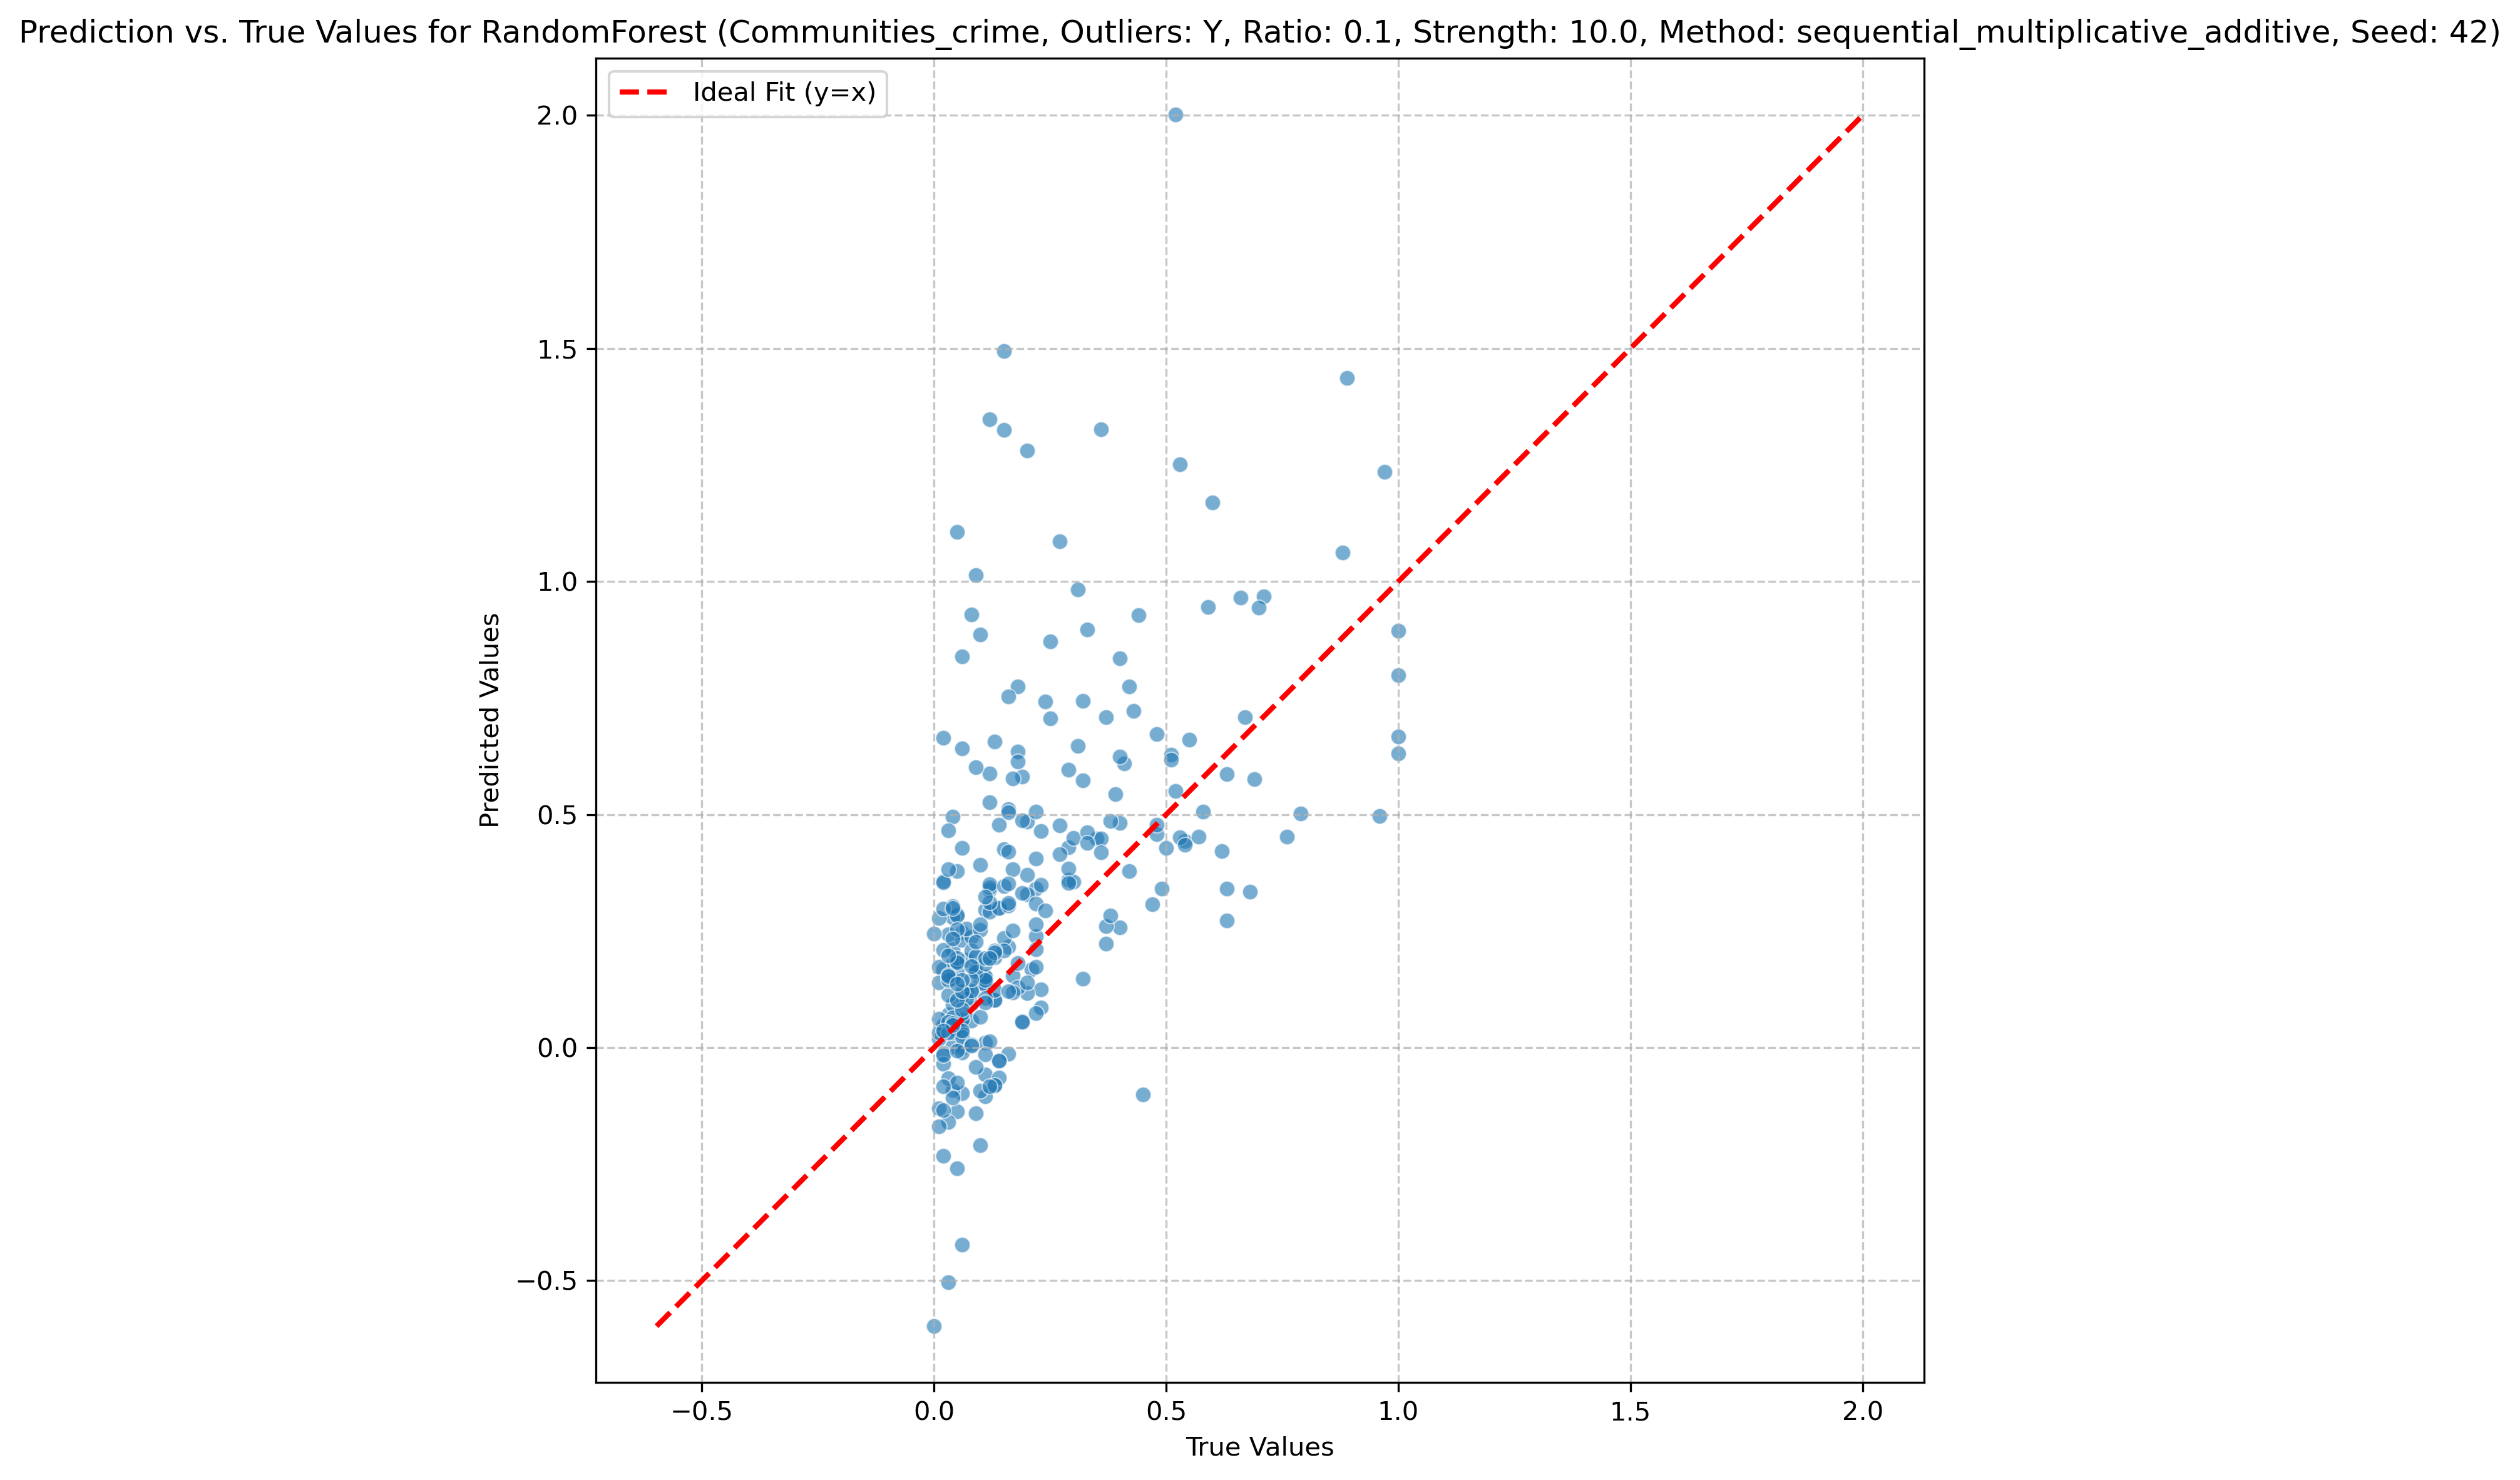 Prediction vs. True Values for RandomForest (Communities_crime, Outliers: Y, Ratio: 0.1, Strength: 10.0, Method: sequential_multiplicative_additive, Seed: 42)
Ideal Fit (y=x)
2.0
1.5
1.0
0.5
0.0
−0.5
Predicted Values
−0.5 0.0 0.5 1.0 1.5 2.0
True Values